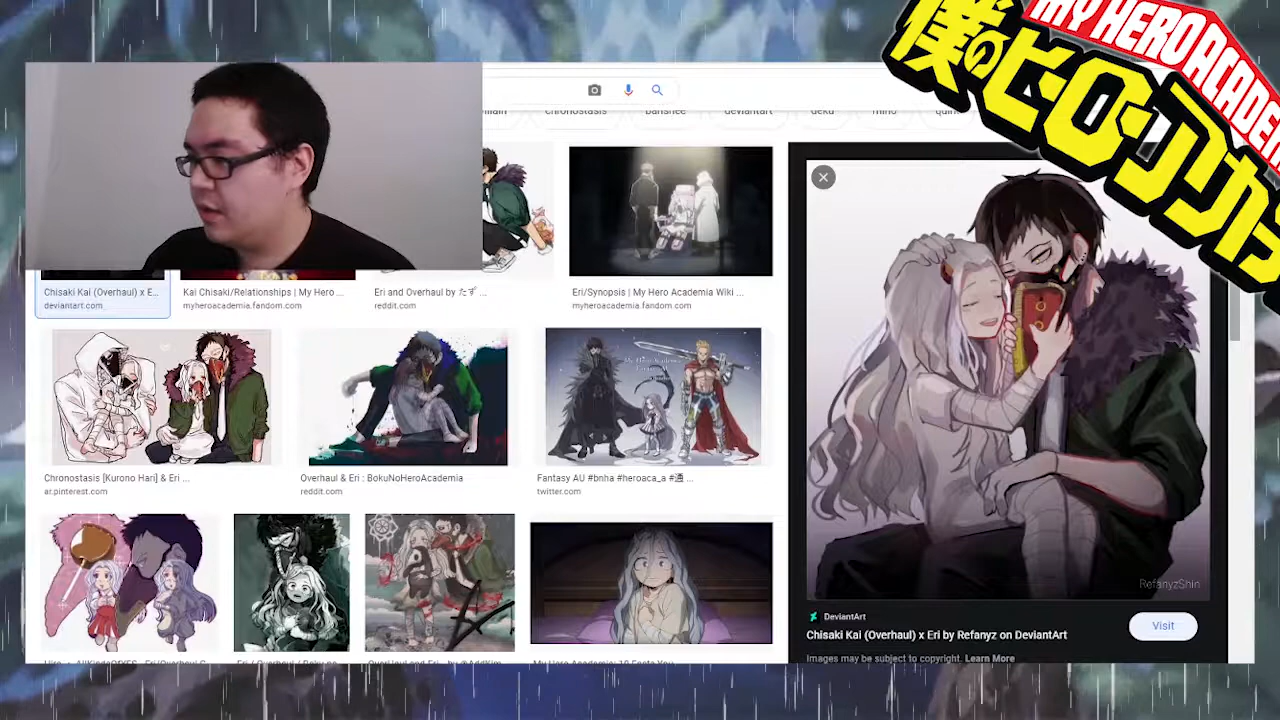 僕のヒーローアカデ
MY HERO ACADEM
chronostasis
banshee
deviantart
deku
mind
Chisaki Kai (Overhaul) x E...
deviantart.com
Kai Chisaki/Relationships | My Hero ...
myheroacademia.fandom.com
Eri and Overhaul by たず ...
reddit.com
Eri/Synopsis | My Hero Academia Wiki ...
myheroacademia.fandom.com
Chronostasis [Kurono Hari] & Eri ...
ar.pinterest.com
Overhaul & Eri : BokuNoHeroAcademia
reddit.com
Fantasy AU #bnha #heroaca_a #通 ...
twitter.com
RefanyzShin
DeviantArt
Chisaki Kai (Overhaul) x Eri by Refanyz on DeviantArt
Visit
Images may be subject to copyright. Learn More